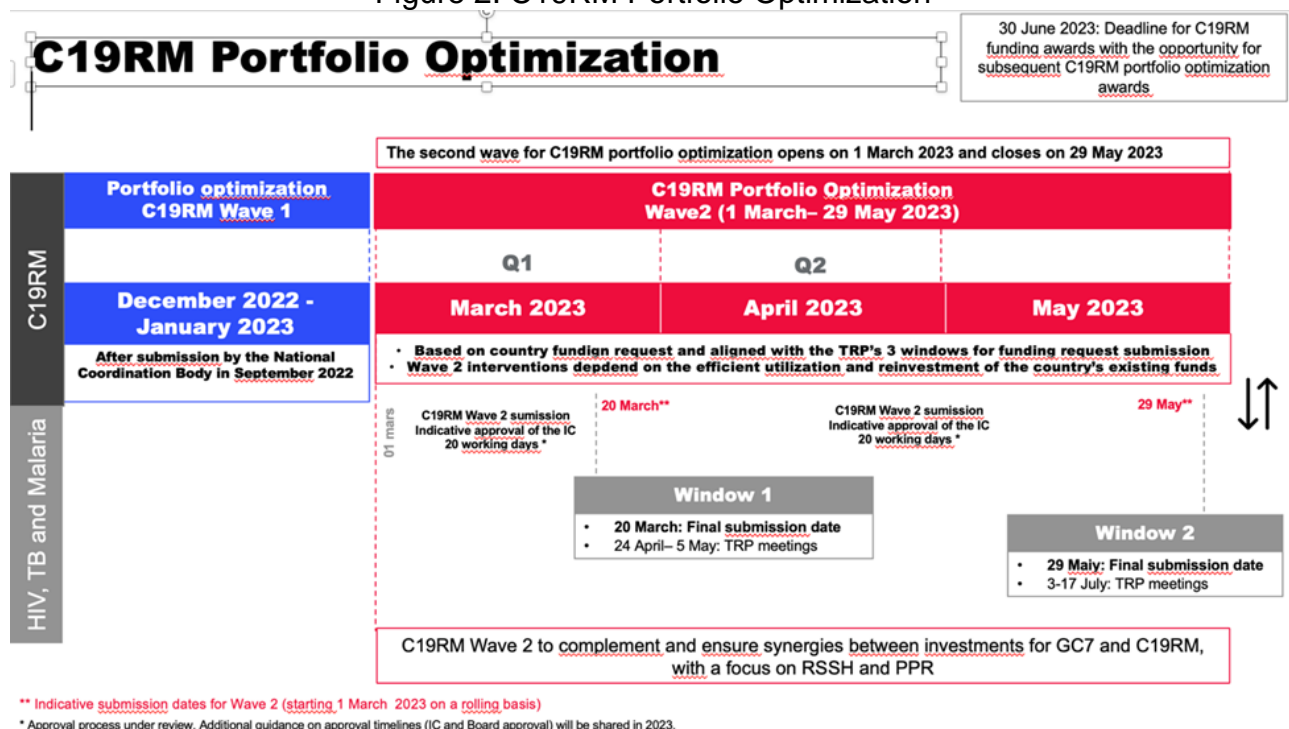 Figure 2: C19RM Portfolio Optimization
C19RM Portfolio Optimization
30 June 2023: Deadline for C19RM
funding awards with the opportunity for
subsequent C19RM portfolio optimization
awards
The second wave for C19RM portfolio optimization opens on 1 March 2023 and closes on 29 May 2023
C19RM
Portfolio optimization
C19RM Wave 1
C19RM Portfolio Optimization
Wave2 (1 March– 29 May 2023)
Q1
Q2
December 2022 -
January 2023
March 2023
April 2023
May 2023
After submission by the National
Coordination Body in September 2022
• Based on country fundign request and aligned with the TRP's 3 windows for funding request submission
• Wave 2 interventions depdend on the efficient utilization and reinvestment of the country's existing funds
HIV, TB and Malaria
01 mars
C19RM Wave 2 sumission
Indicative approval of the IC
20 working days *
20 March**
C19RM Wave 2 sumission
Indicative approval of the IC
20 working days *
29 May**
Window 1
• 20 March: Final submission date
• 24 April– 5 May: TRP meetings
Window 2
• 29 Maiy: Final submission date
• 3-17 July: TRP meetings
C19RM Wave 2 to complement and ensure synergies between investments for GC7 and C19RM,
with a focus on RSSH and PPR
** Indicative submission dates for Wave 2 (starting 1 March 2023 on a rolling basis)
* Approval process under review. Additional guidance on approval timelines (IC and Board approval) will be shared in 2023.